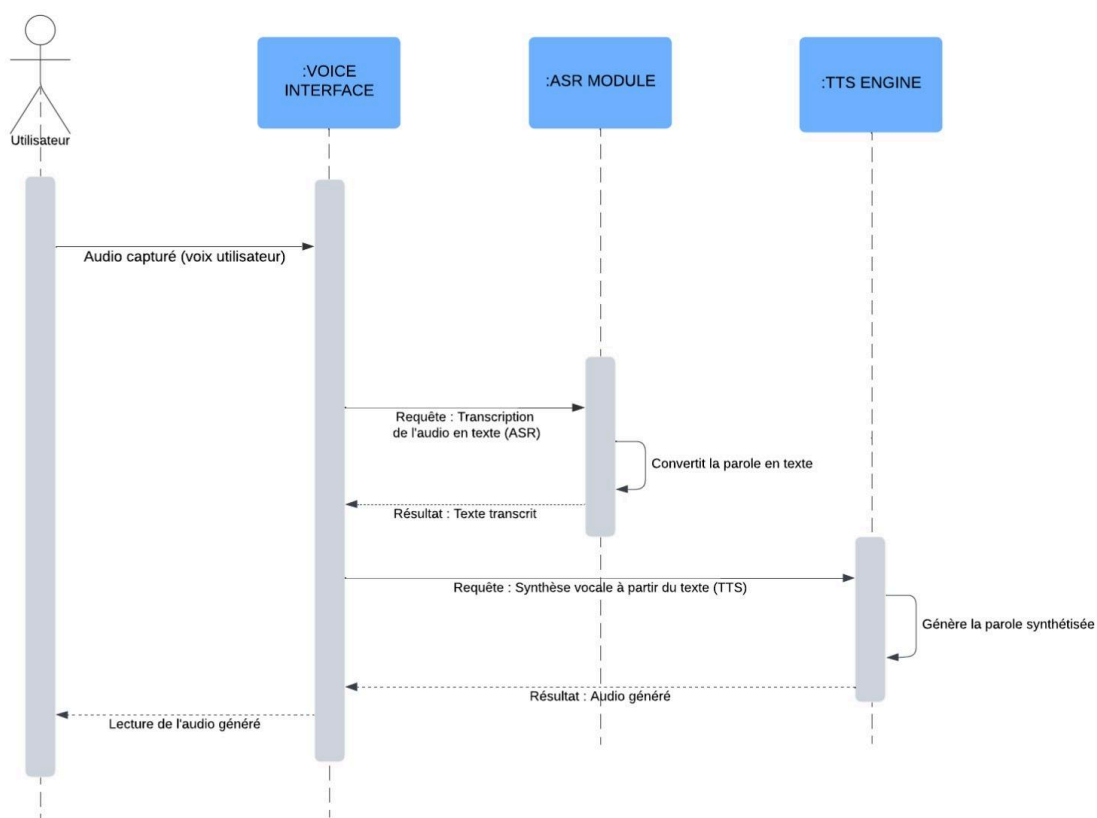 :VOICE
INTERFACE
:ASR MODULE
:TTS ENGINE
Utilisateur
Audio capturé (voix utilisateur)
Requête : Transcription
de l'audio en texte (ASR)
Convertit la parole en texte
Résultat : Texte transcrit
Requête : Synthèse vocale à partir du texte (TTS)
Génère la parole synthétisée
Résultat : Audio généré
Lecture de l'audio généré